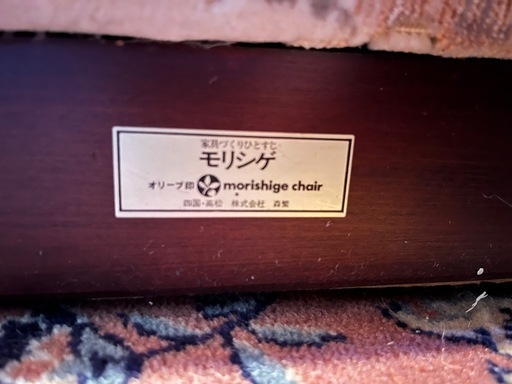 家具づくりひとすじ
モリシゲ
オリーブ印 morishige chair
四国・高松 株式会社 森繁